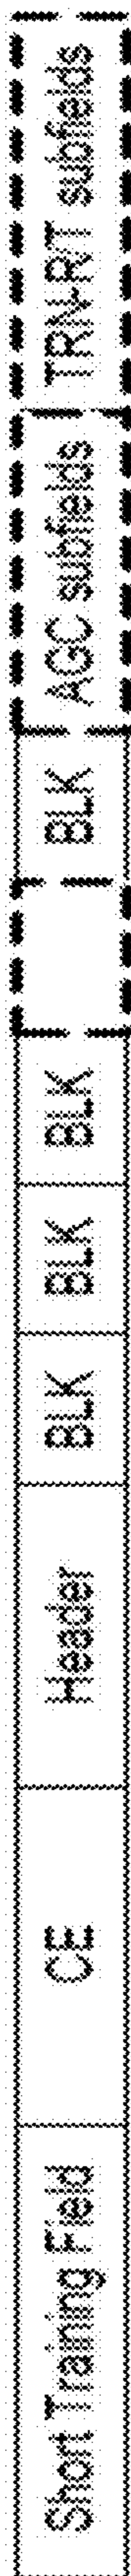 Short Training Field
CE
Header
BLK
BLK
BLK
BLK
AGC subfields
TRN-R/T subfields